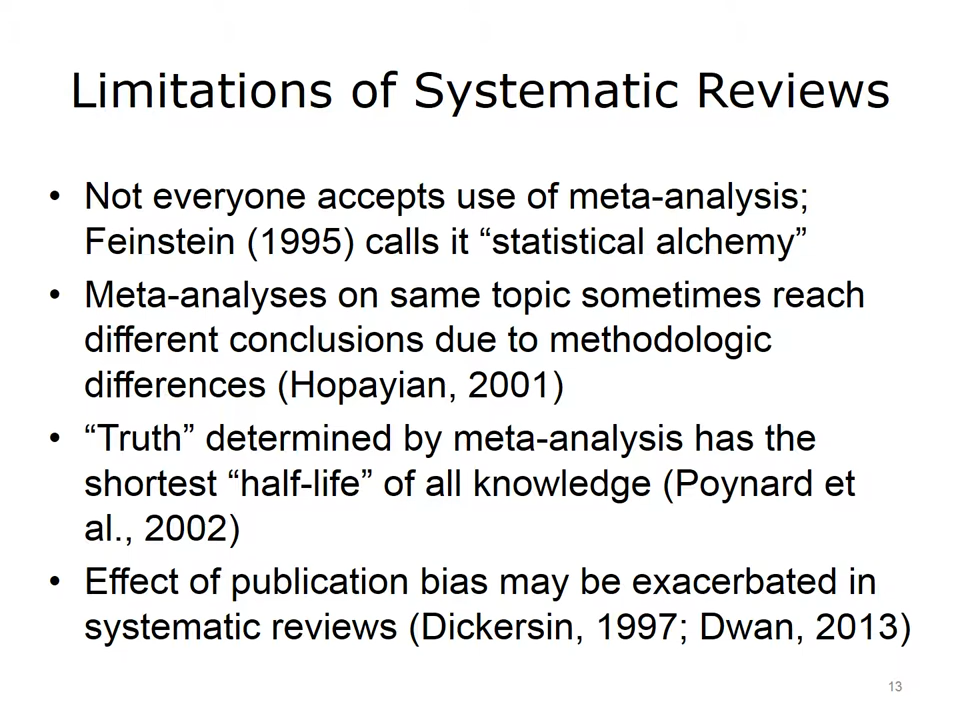 Limitations of Systematic Reviews
• Not everyone accepts use of meta-analysis;
Feinstein (1995) calls it “statistical alchemy”
• Meta-analyses on same topic sometimes reach
different conclusions due to methodologic
differences (Hopayian, 2001)
• “Truth” determined by meta-analysis has the
shortest “half-life” of all knowledge (Poynard et
al., 2002)
• Effect of publication bias may be exacerbated in
systematic reviews (Dickersin, 1997; Dwan, 2013)
13